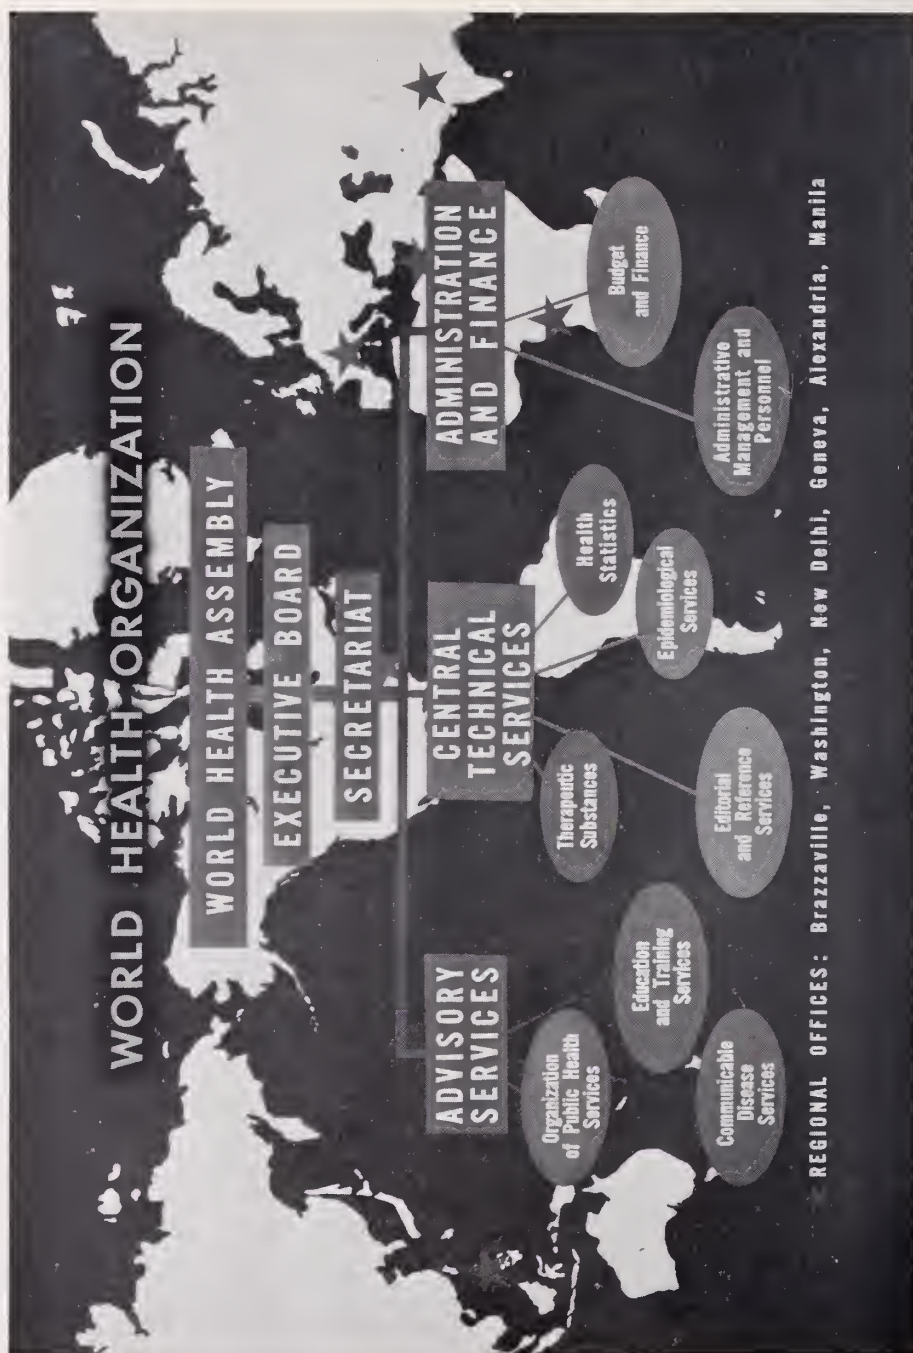 WORLD HEALTH ORGANIZATION
WORLD HEALTH ASSEMBLY
EXECUTIVE BOARD
SECRETARIAT
ADVISORY
SERVICES
CENTRAL
TECHNICAL
SERVICES
ADMINISTRATION
AND FINANCE
Organization
of Public Health
Services
Education
and Training
Services
Communicable
Disease
Services
Therapeutic
Substances
Editorial
and Reference
Services
Epidemiological
Services
Health
Statistics
Administrative
Management and
Personnel
Budget
and Finance
REGIONAL OFFICES: Brazzaville, Washington, New Delhi, Geneva, Alexandria, Manila